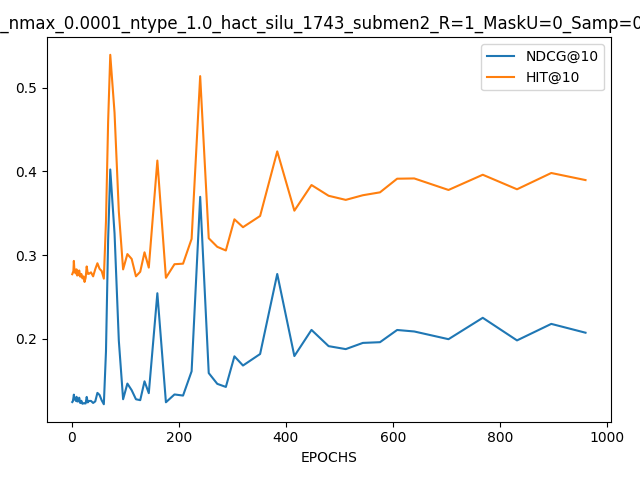 _nmax_0.0001_ntype_1.0_hact_silu_1743_submen2_R=1_MaskU=0_Samp=0
NDCG@10
HIT@10
0.5
0.4
0.3
0.2
0 200 400 600 800 1000
EPOCHS